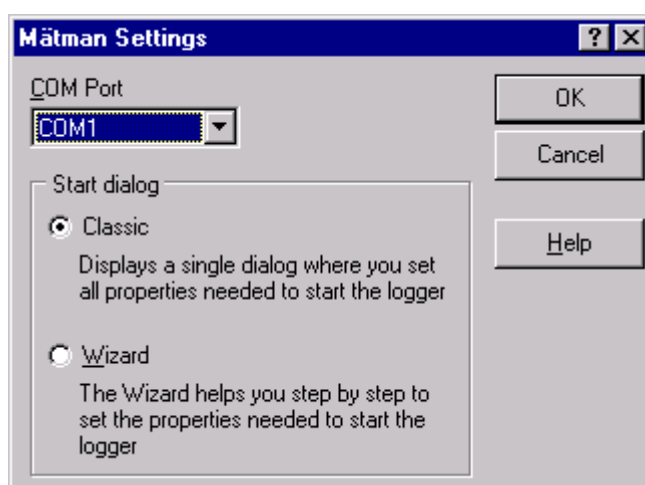 Mätman Settings
COM Port
COM1
OK
Cancel
Help
Start dialog
Classic
Displays a single dialog where you set
all properties needed to start the logger
Wizard
The Wizard helps you step by step to
set the properties needed to start the
logger